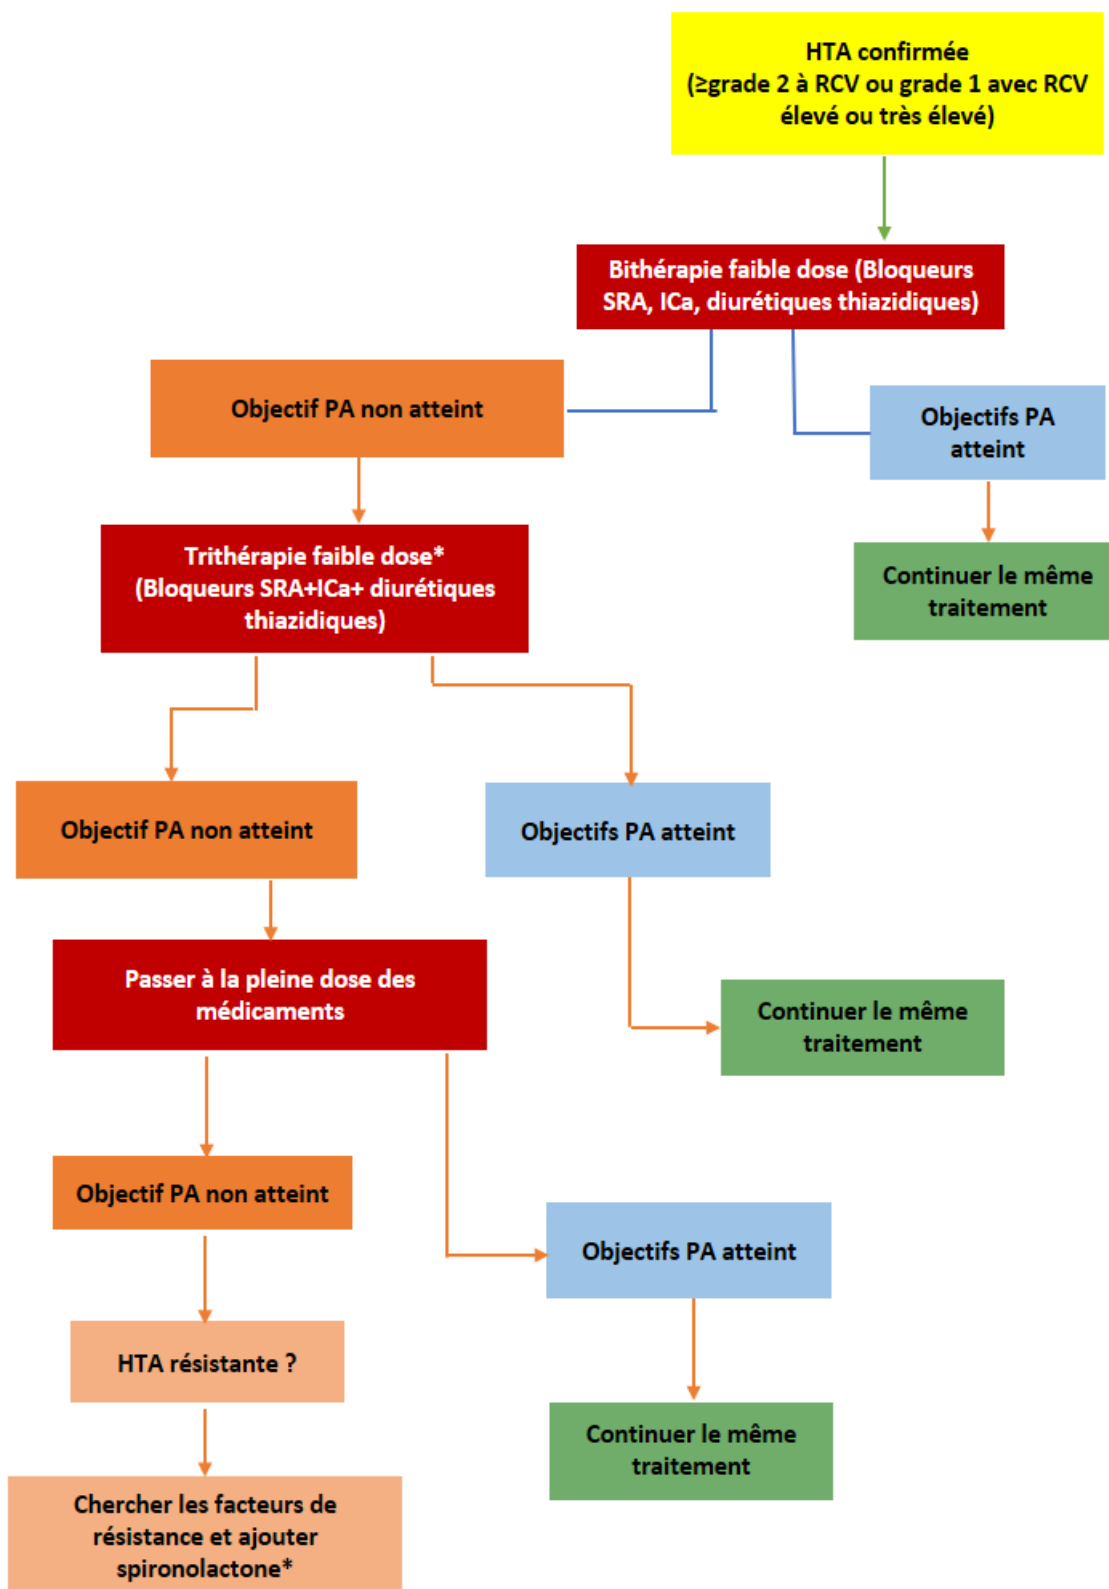 HTA confirmée
(≥grade 2 à RCV ou grade 1 avec RCV
élevé ou très élevé)
Bithérapie faible dose (Bloqueurs
SRA, ICa, diurétiques thiazidiques)
Objectif PA non atteint
Objectifs PA
atteint
Trithérapie faible dose*
(Bloqueurs SRA+ICa+ diurétiques
thiazidiques)
Continuer le même
traitement
Objectif PA non atteint
Objectifs PA atteint
Passer à la pleine dose des
médicaments
Continuer le même
traitement
Objectif PA non atteint
Objectifs PA atteint
HTA résistante ?
Continuer le même
traitement
Chercher les facteurs de
résistance et ajouter
spironolactone*